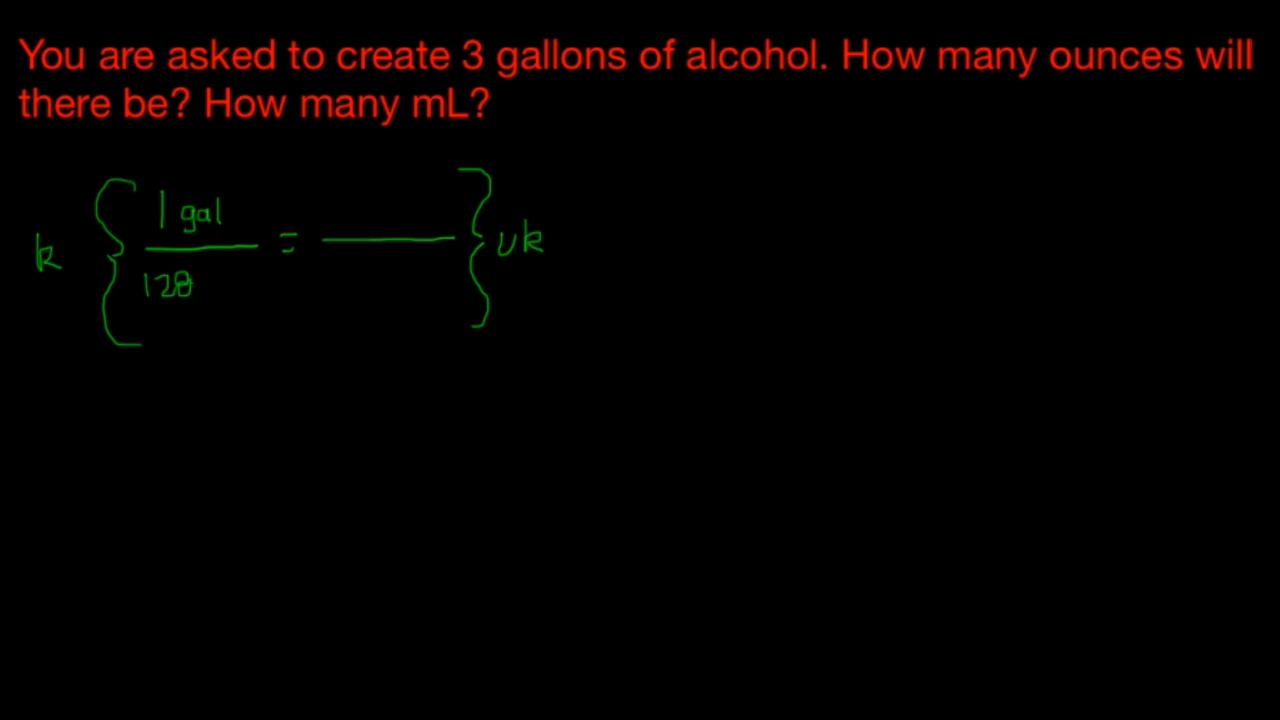 You are asked to create 3 gallons of alcohol. How many ounces will
there be? How many mL?
1 gal
k = uk
128